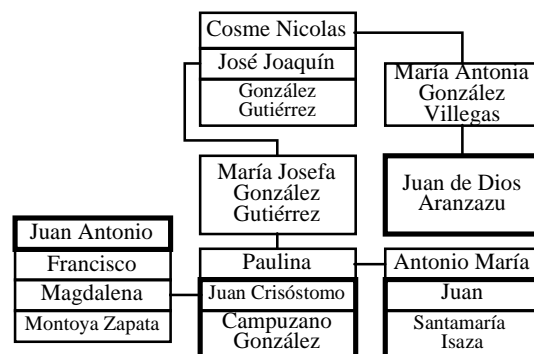 Cosme Nicolas
José Joaquín
González
Gutiérrez
María Antonia
González
Villegas
María Josefa
González
Gutiérrez
Juan de Dios
Aranzazu
Juan Antonio
Francisco
Magdalena
Montoya Zapata
Paulina
Juan Crisóstomo
Campuzano
González
Antonio María
Juan
Santamaría
Isaza